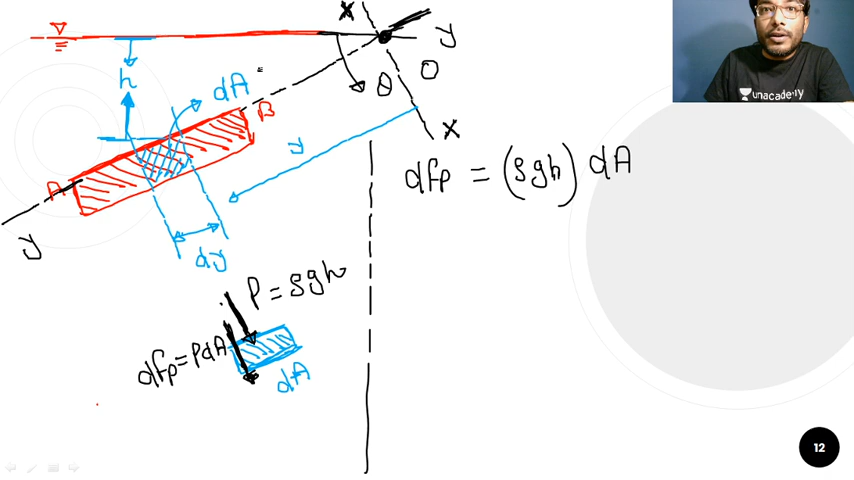 X
y
O
θ
X
h
dA
B
y
A
y
dy
dFp = (ρgh) dA
P = ρgh
dFp = PdA
dA
unacademy
12